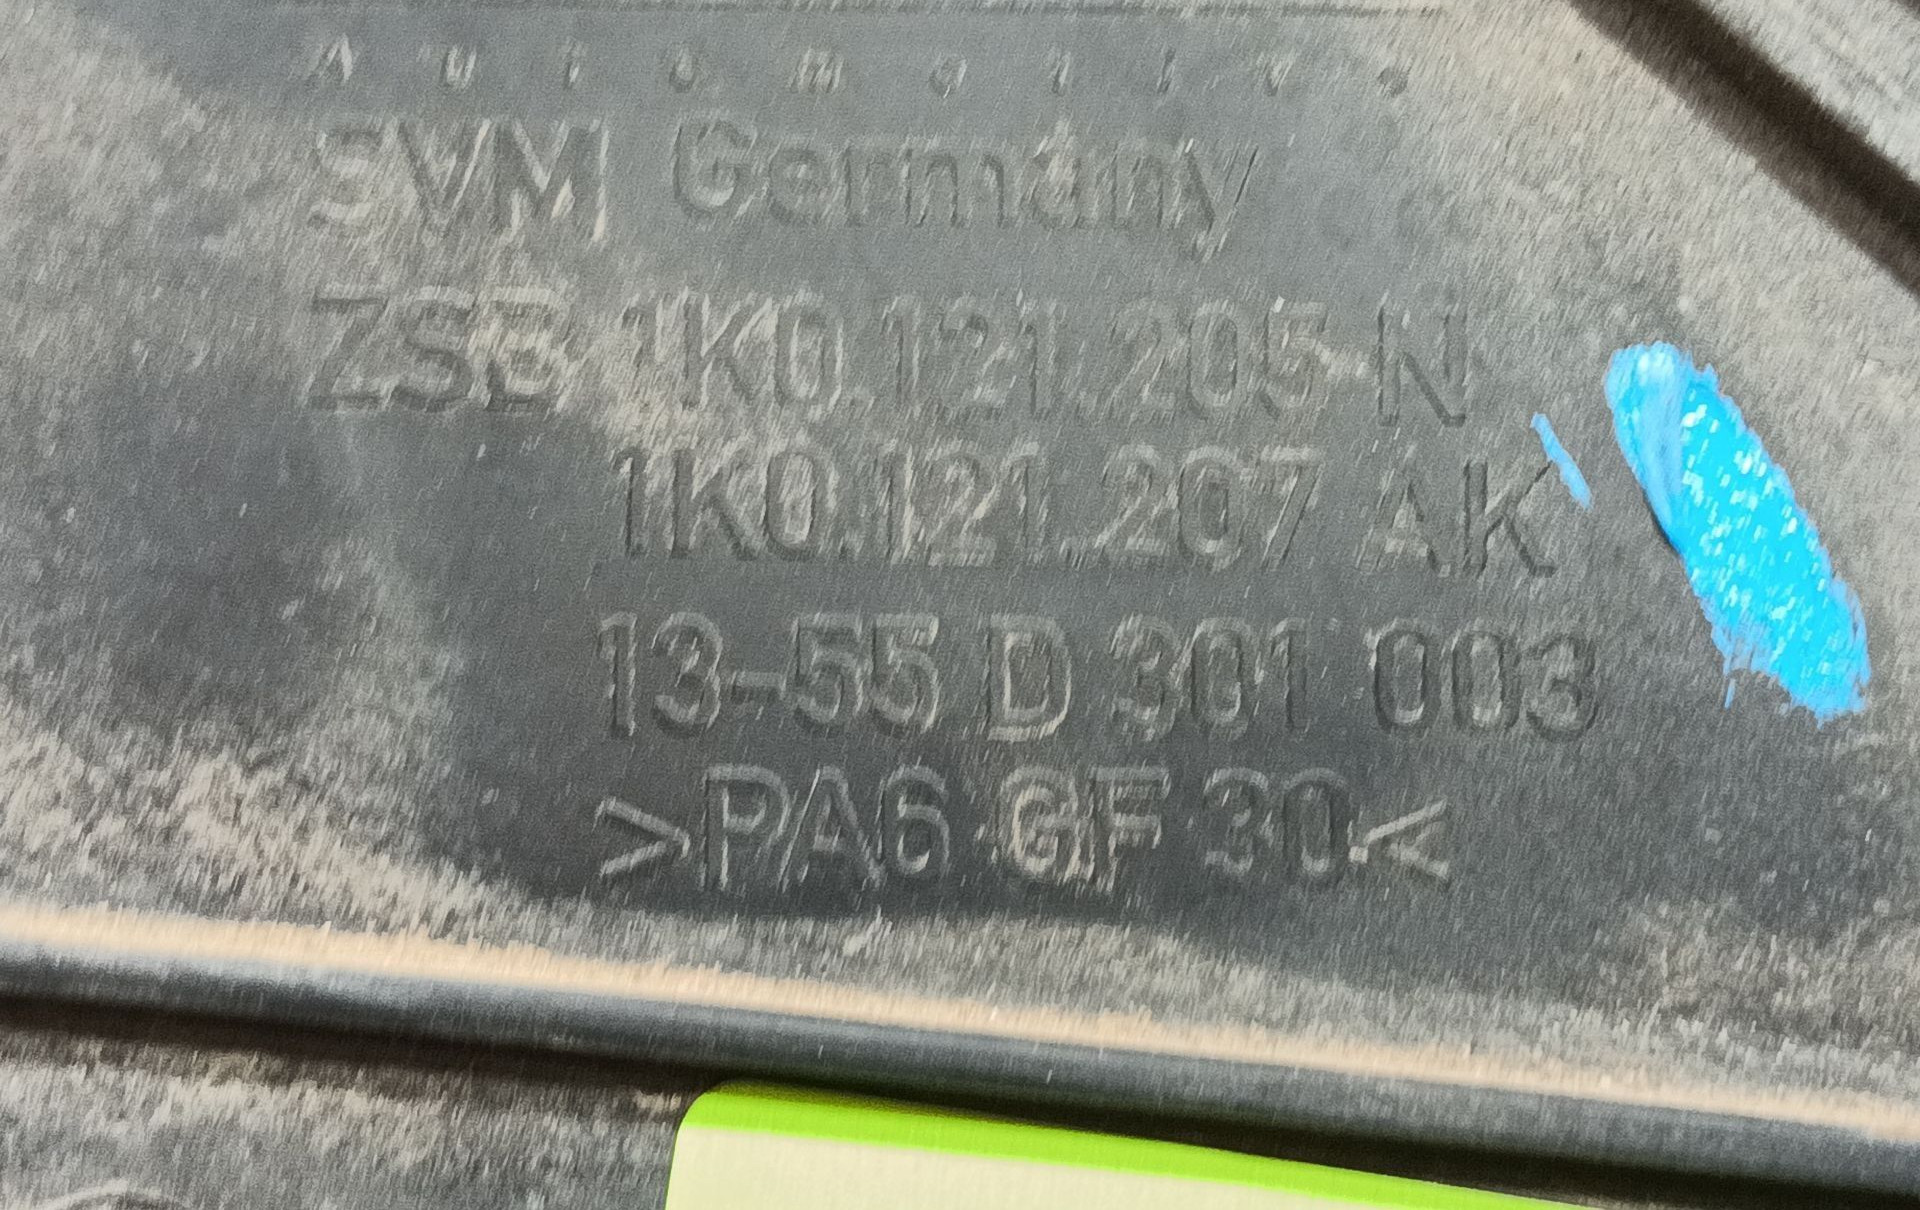 Automotive
SVM Germany
ZSB 1K0.121.205 N
1K0.121.207 AK
13-55 D 301 003
>PA6 GF 30<